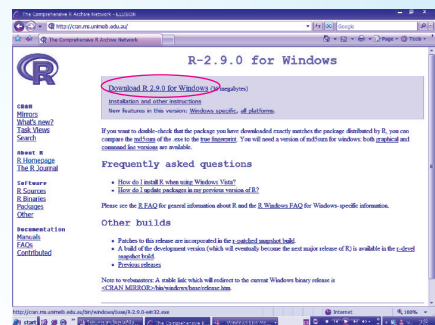 The Comprehensive R Archive Network - ILLUSION
http://cran.ms.unimelb.edu.au/
Google
The Comprehensive R Archive Network
Page
Tools
R-2.9.0 for Windows
Download R 2.9.0 for Windows (36 megabytes)
Installation and other instructions
New features in this version: Windows specific, all platforms.
If you want to double-check that the package you have downloaded exactly matches the package distributed by R, you can
compare the md5sum of the .exe to the true fingerprint. You will need a version of md5sum for windows: both graphical and
command line versions are available.
Frequently asked questions
How do I install R when using Windows Vista?
How do I update packages in my previous version of R?
Please see the R FAQ for general information about R and the R Windows FAQ for Windows-specific information.
Other builds
Patches to this release are incorporated in the r-patched snapshot build.
A build of the development version (which will eventually become the next major release of R) is available in the r-devel
snapshot build.
Previous releases
Note to webmasters: A stable link which will redirect to the current Windows binary release is
<CRAN MIRROR>/bin/windows/base/release.htm.
CRAN
Mirrors
What's new?
Task Views
Search
About R
R Homepage
The R Journal
Software
R Sources
R Binaries
Packages
Other
Documentation
Manuals
FAQs
Contributed
http://cran.ms.unimelb.edu.au/bin/windows/base/R-2.9.0-win32.exe
Internet
100%
start
The Comprehensive R